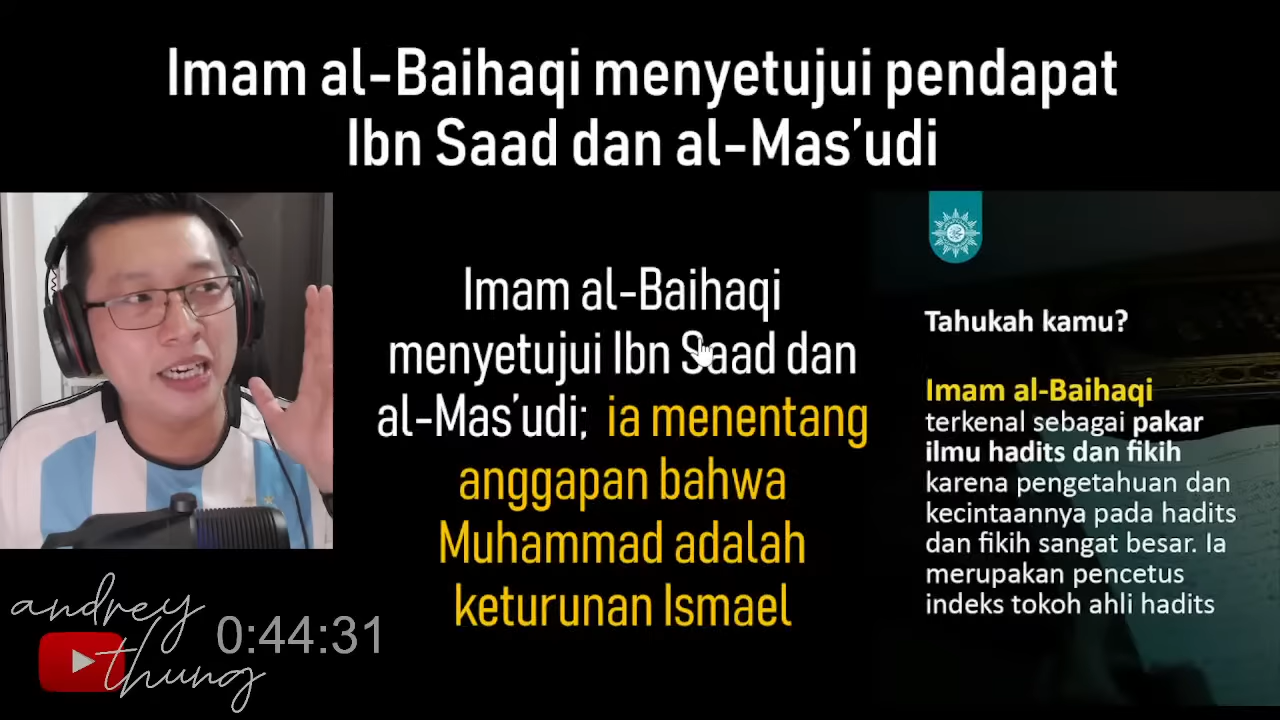 Imam al-Baihaqi menyetujui pendapat
Ibn Saad dan al-Mas’udi
Imam al-Baihaqi
menyetujui Ibn Saad dan
al-Mas’udi; ia menentang
anggapan bahwa
Muhammad adalah
keturunan Ismael
Tahukah kamu?
Imam al-Baihaqi
terkenal sebagai pakar
ilmu hadits dan fikih
karena pengetahuan dan
kecintaannya pada hadits
dan fikih sangat besar. Ia
merupakan pencetus
indeks tokoh ahli hadits
andrey
thung
0:44:31